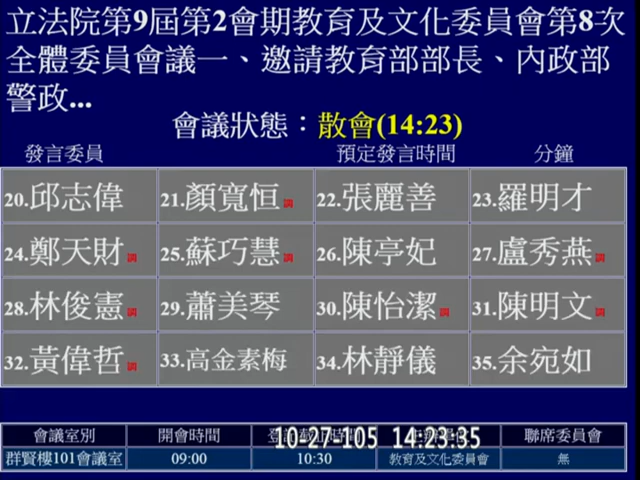 立法院第9屆第2會期教育及文化委員會第8次
全體委員會議一、邀請教育部部長、內政部
警政...
會議狀態：散會(14:23)
發言委員 預定發言時間 分鐘
20.邱志偉 21.顏寬恒 22.張麗善 23.羅明才
24.鄭天財 25.蘇巧慧 26.陳亭妃 27.盧秀燕
28.林俊憲 29.蕭美琴 30.陳怡潔 31.陳明文
32.黃偉哲 33.高金素梅 34.林靜儀 35.余宛如
10-27-105 14:23:35
會議室別 開會時間 聯席委員會
群賢樓101會議室 09:00 10:30 教育及文化委員會 無